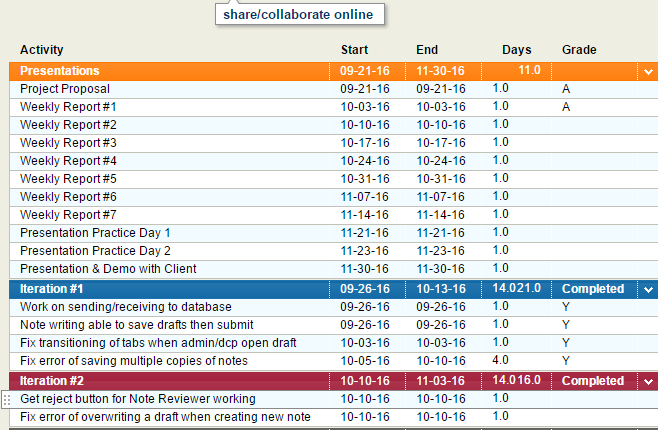 share/collaborate online
Activity Start End Days Grade
Presentations 09-21-16 11-30-16 11.0
Project Proposal 09-21-16 09-21-16 1.0 A
Weekly Report #1 10-03-16 10-03-16 1.0 A
Weekly Report #2 10-10-16 10-10-16 1.0
Weekly Report #3 10-17-16 10-17-16 1.0
Weekly Report #4 10-24-16 10-24-16 1.0
Weekly Report #5 10-31-16 10-31-16 1.0
Weekly Report #6 11-07-16 11-07-16 1.0
Weekly Report #7 11-14-16 11-14-16 1.0
Presentation Practice Day 1 11-21-16 11-21-16 1.0
Presentation Practice Day 2 11-23-16 11-23-16 1.0
Presentation & Demo with Client 11-30-16 11-30-16 1.0
Iteration #1 09-26-16 10-13-16 14.021.0 Completed
Work on sending/receiving to database 09-26-16 09-26-16 1.0 Y
Note writing able to save drafts then submit 09-26-16 09-26-16 1.0 Y
Fix transitioning of tabs when admin/dcp open draft 10-03-16 10-03-16 1.0 Y
Fix error of saving multiple copies of notes 10-05-16 10-10-16 4.0 Y
Iteration #2 10-10-16 11-03-16 14.016.0 Completed
Get reject button for Note Reviewer working 10-10-16 10-10-16 1.0
Fix error of overwriting a draft when creating new note 10-10-16 10-10-16 1.0